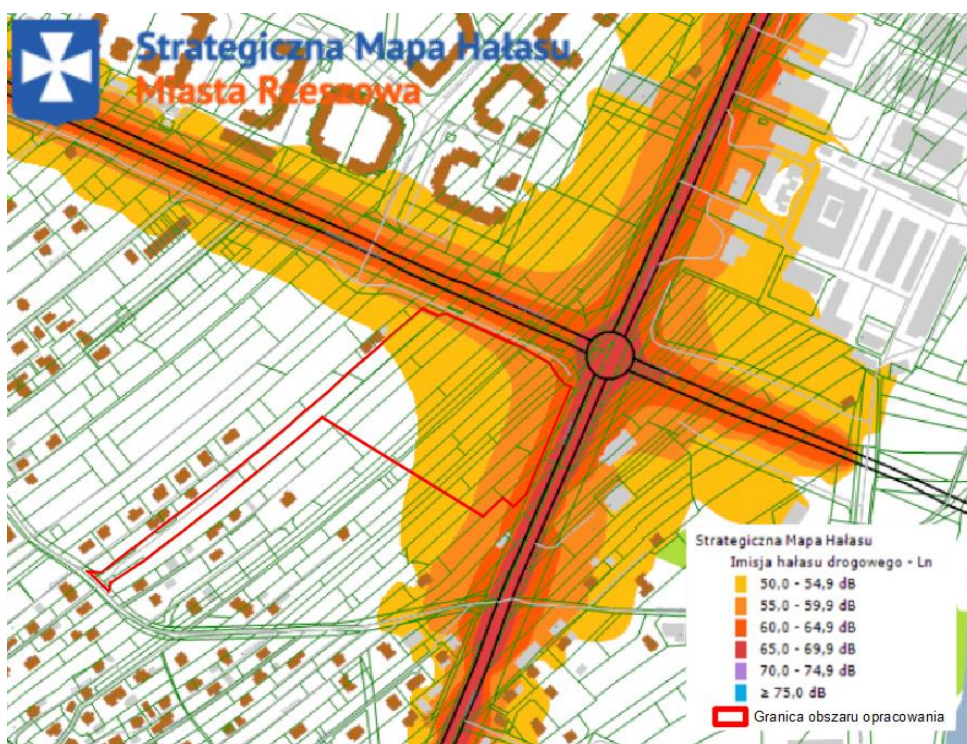 Strategiczna Mapa Hałasu
Miasta Rzeszowa
Strategiczna Mapa Hałasu
Imisja hałasu drogowego - Ln
50,0 - 54,9 dB
55,0 - 59,9 dB
60,0 - 64,9 dB
65,0 - 69,9 dB
70,0 - 74,9 dB
≥ 75,0 dB
Granica obszaru opracowania